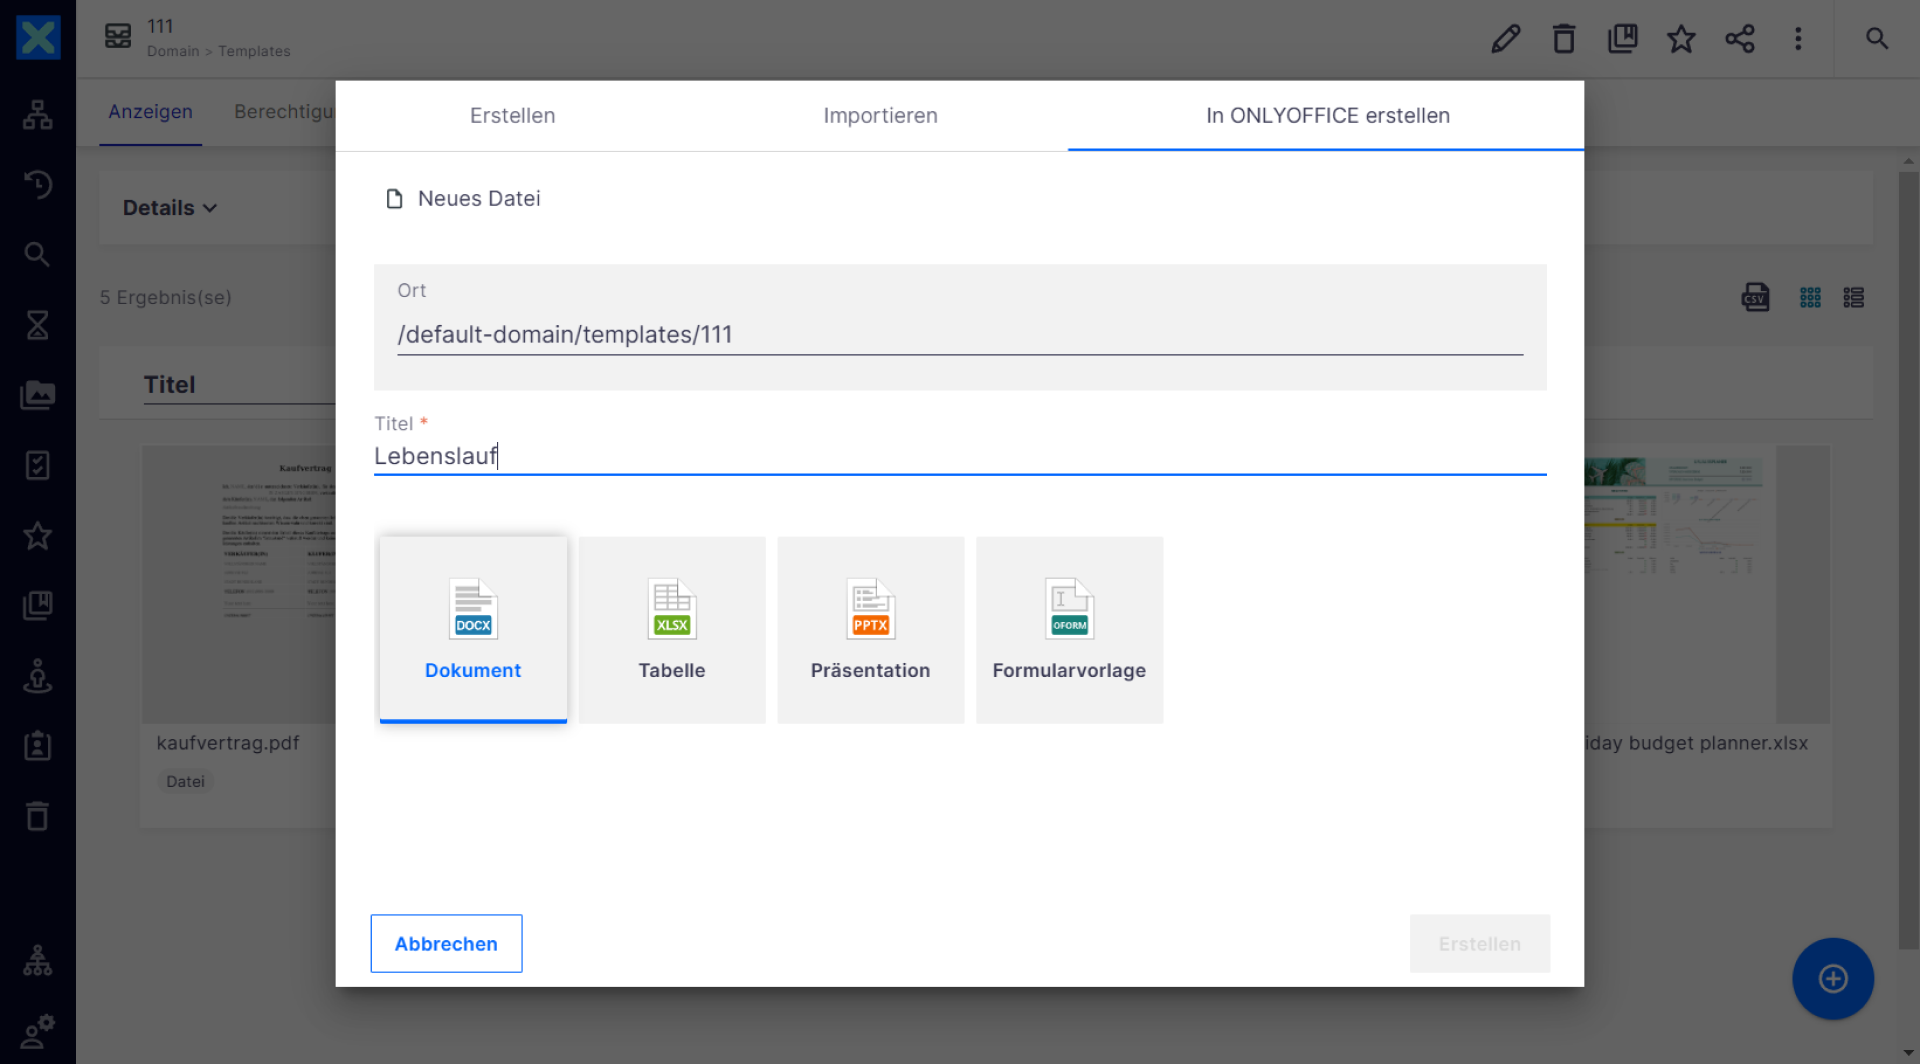 111
Domain > Templates
Anzeigen
Erstellen
Importieren
In ONLYOFFICE erstellen
Neues Datei
Details
Ort
/default-domain/templates/111
5 Ergebnis(se)
CSV
Titel
Titel *
Lebenslauf
Kaufvertrag
DOCX
XLSX
PPTX
OFORM
Dokument
Tabelle
Präsentation
Formularvorlage
kaufvertrag.pdf
budget planner.xlsx
Datei
Abbrechen
Erstellen